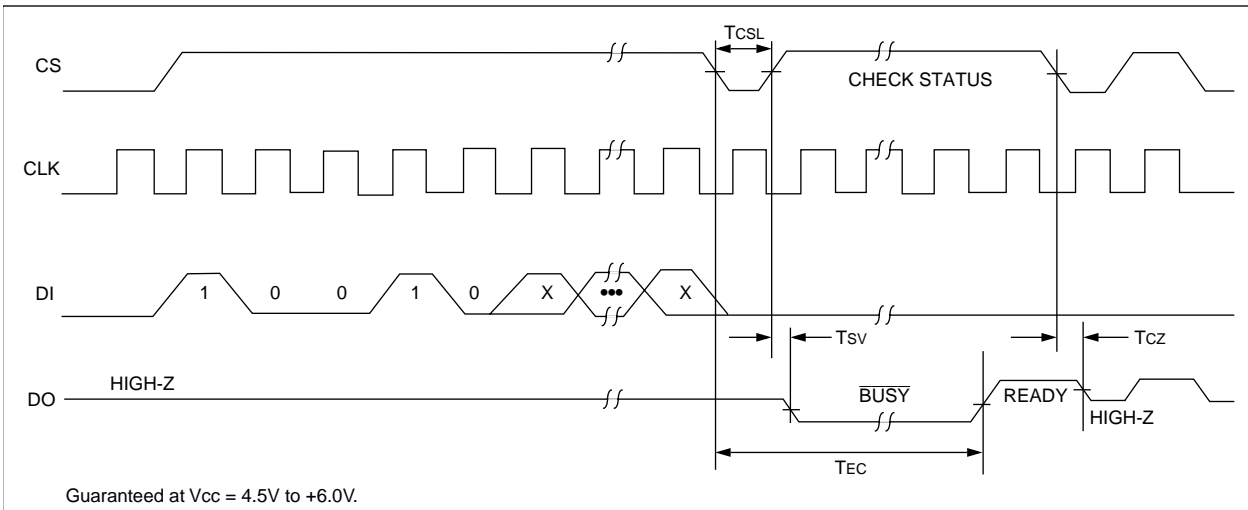 TCSL
CS
CHECK STATUS
CLK
DI 1 0 0 1 0 X ••• X
TSV
TCZ
HIGH-Z
DO
BUSY
READY
HIGH-Z
TEC
Guaranteed at Vcc = 4.5V to +6.0V.